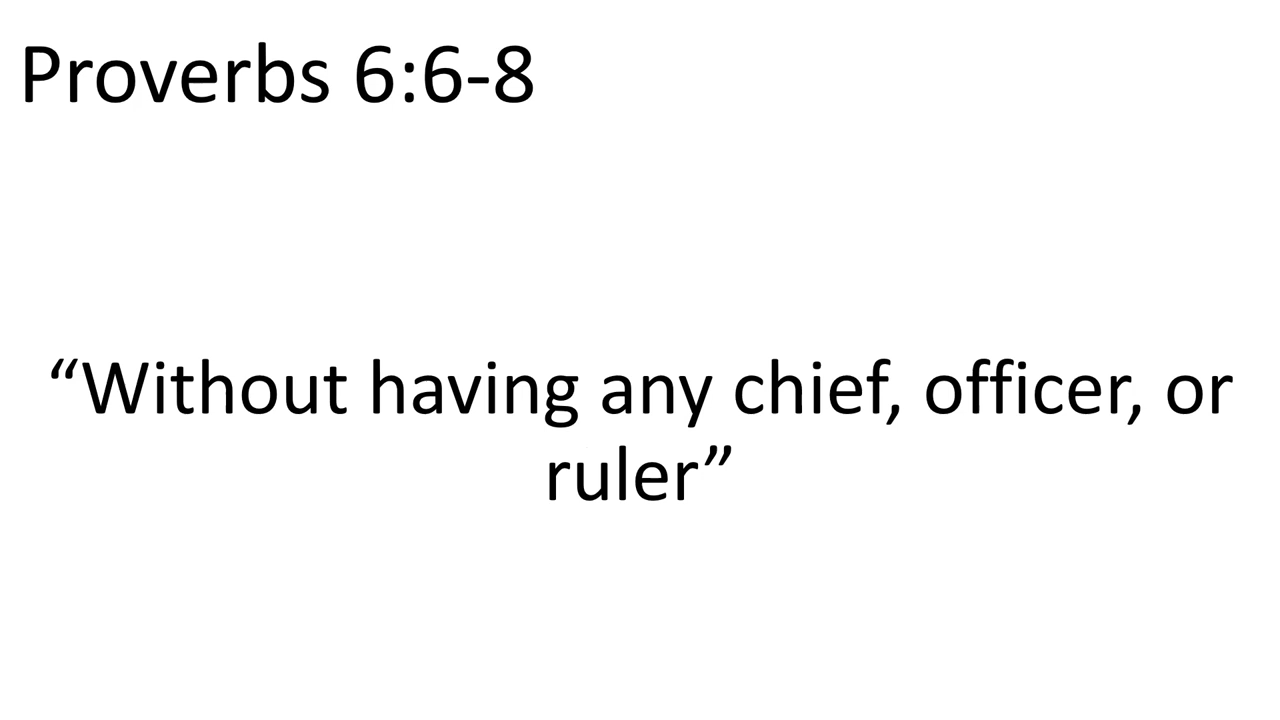 Proverbs 6:6-8
“Without having any chief, officer, or
ruler”